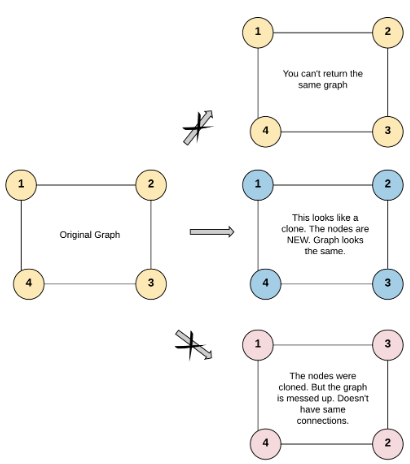 1
2
You can't return the
same graph
4
3
1
2
Original Graph
4
3
1
2
This looks like a
clone. The nodes are
NEW. Graph looks
the same.
4
3
1
3
The nodes were
cloned. But the graph
is messed up. Doesn't
have same
connections.
4
2